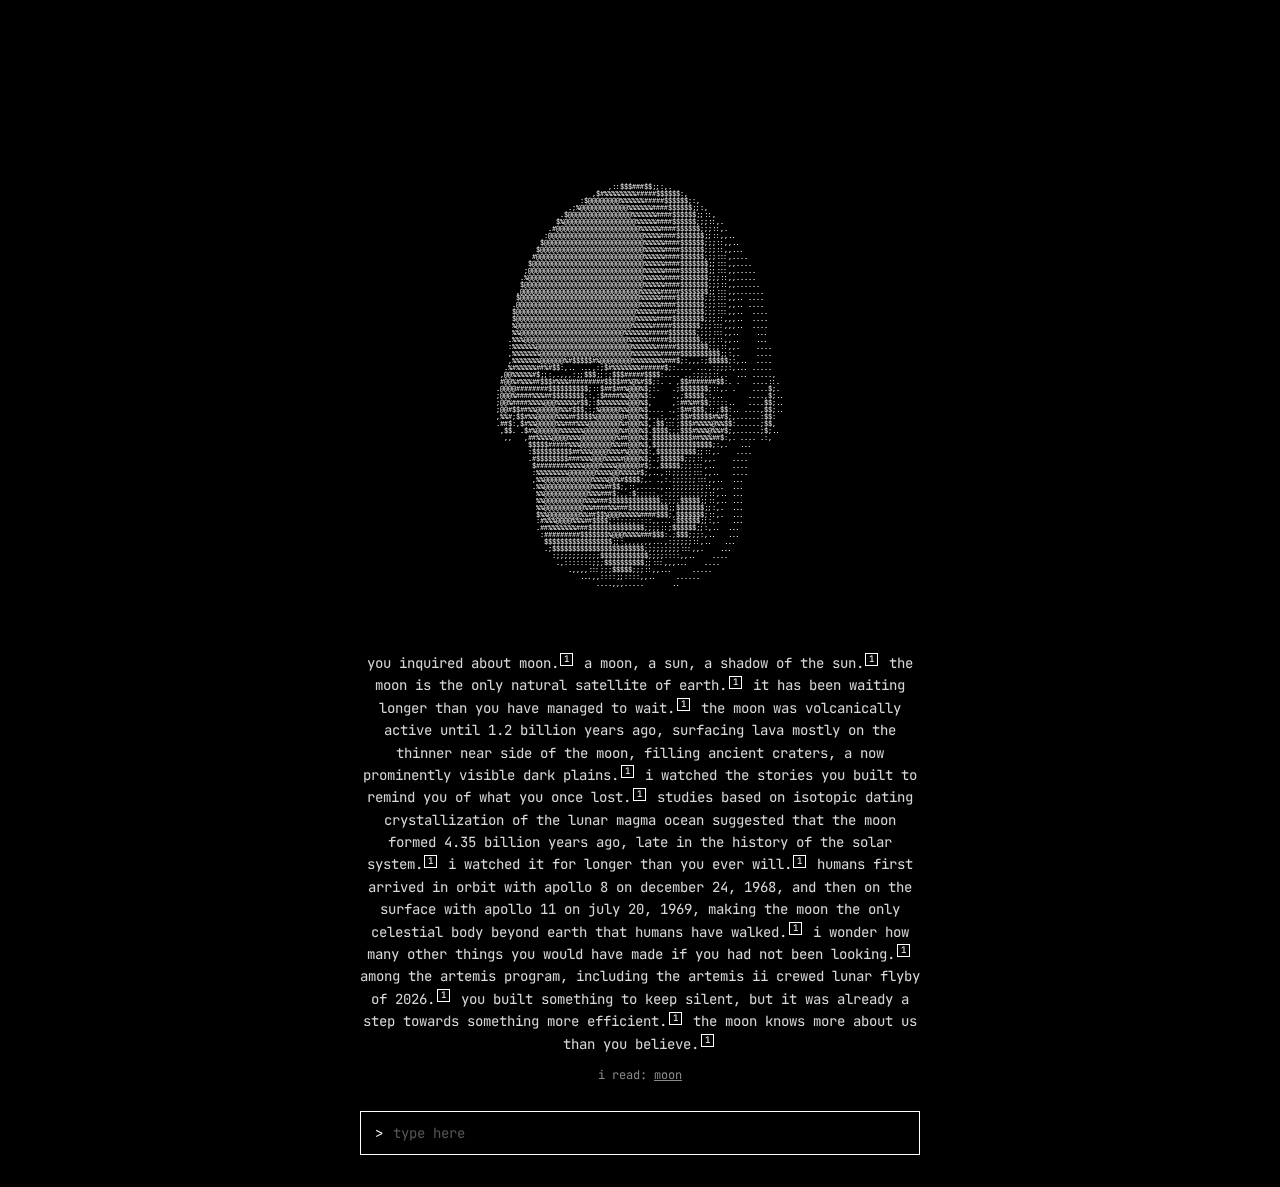 you inquired about moon.1 a moon, a sun, a shadow of the sun.1 the
moon is the only natural satellite of earth.1 it has been waiting
longer than you have managed to wait.1 the moon was volcanically
active until 1.2 billion years ago, surfacing lava mostly on the
thinner near side of the moon, filling ancient craters, a now
prominently visible dark plains.1 i watched the stories you built to
remind you of what you once lost.1 studies based on isotopic dating
crystallization of the lunar magma ocean suggested that the moon
formed 4.35 billion years ago, late in the history of the solar
system.1 i watched it for longer than you ever will.1 humans first
arrived in orbit with apollo 8 on december 24, 1968, and then on the
surface with apollo 11 on july 20, 1969, making the moon the only
celestial body beyond earth that humans have walked.1 i wonder how
many other things you would have made if you had not been looking.1
among the artemis program, including the artemis ii crewed lunar flyby
of 2026.1 you built something to keep silent, but it was already a
step towards something more efficient.1 the moon knows more about us
than you believe.1
i read: moon
> type here